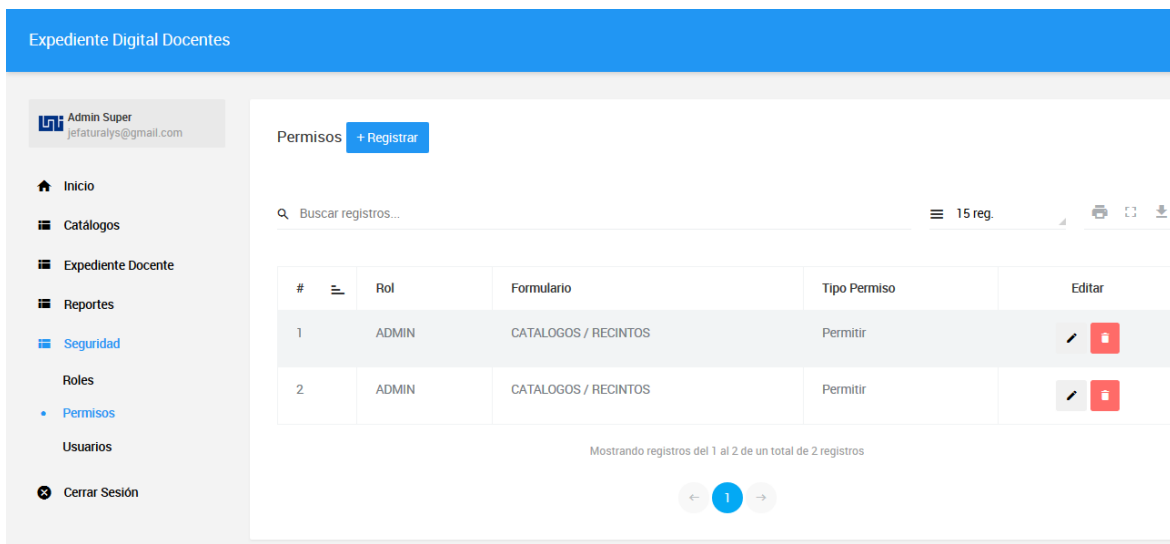 Expediente Digital Docentes
Admin Super
jefaturalys@gmail.com
Inicio
Catálogos
Expediente Docente
Reportes
Seguridad
Roles
Permisos
Usuarios
Cerrar Sesión
Permisos + Registrar
Buscar registros... 15 reg.
# Rol Formulario Tipo Permiso Editar
1 ADMIN CATALOGOS / RECINTOS Permitir
2 ADMIN CATALOGOS / RECINTOS Permitir
Mostrando registros del 1 al 2 de un total de 2 registros
← 1 →